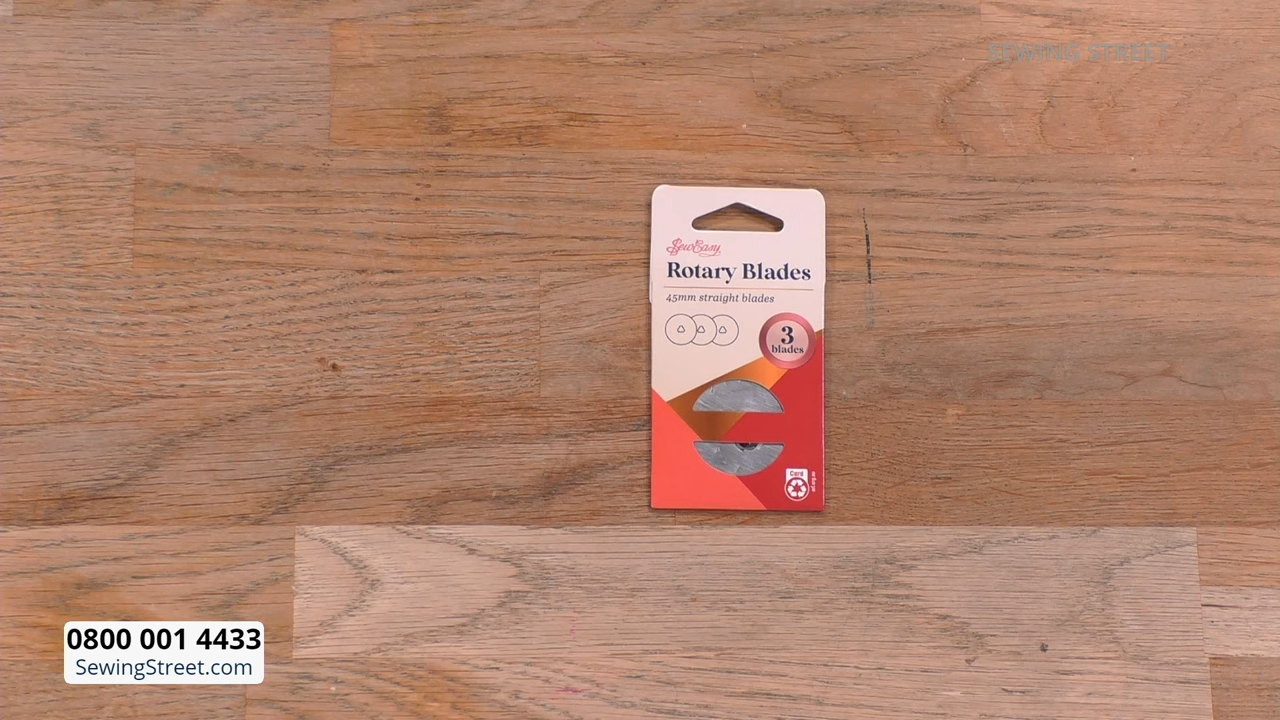 SEWING STREET
SewEasy
Rotary Blades
45mm straight blades
3
blades
Card
0800 001 4433
SewingStreet.com